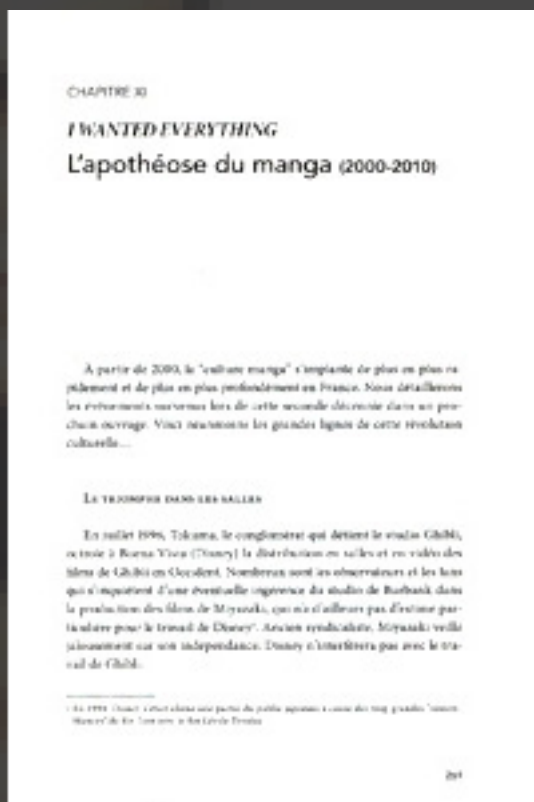 CHAPITRE XI
I WANTED EVERYTHING
L'apothéose du manga (2000-2010)
À partir de 2000, la "culture manga" s'implante de plus en plus ra-
pidement et de plus en plus profondément en France. Nous détaillerons
les événements survenus lors de cette seconde décennie dans un pro-
chain ouvrage. Voici néanmoins les grandes lignes de cette révolution
culturelle...
LE TRIOMPHE DANS LES SALLES
En juillet 1996, Tokuma, le conglomérat qui détient le studio Ghibli,
octroie à Buena Vista (Disney) la distribution en salles et en vidéo des
films de Ghibli en Occident. Nombreux sont les observateurs et les fans
qui s'inquiètent d'une éventuelle ingérence du studio de Burbank dans
la production des films de Miyazaki, qui n'a d'ailleurs pas d'estime par-
ticulière pour le travail de Disney¹. Ancien syndicaliste, Miyazaki veille
jalousement sur son indépendance. Disney n'interférera pas avec le tra-
vail de Ghibli.